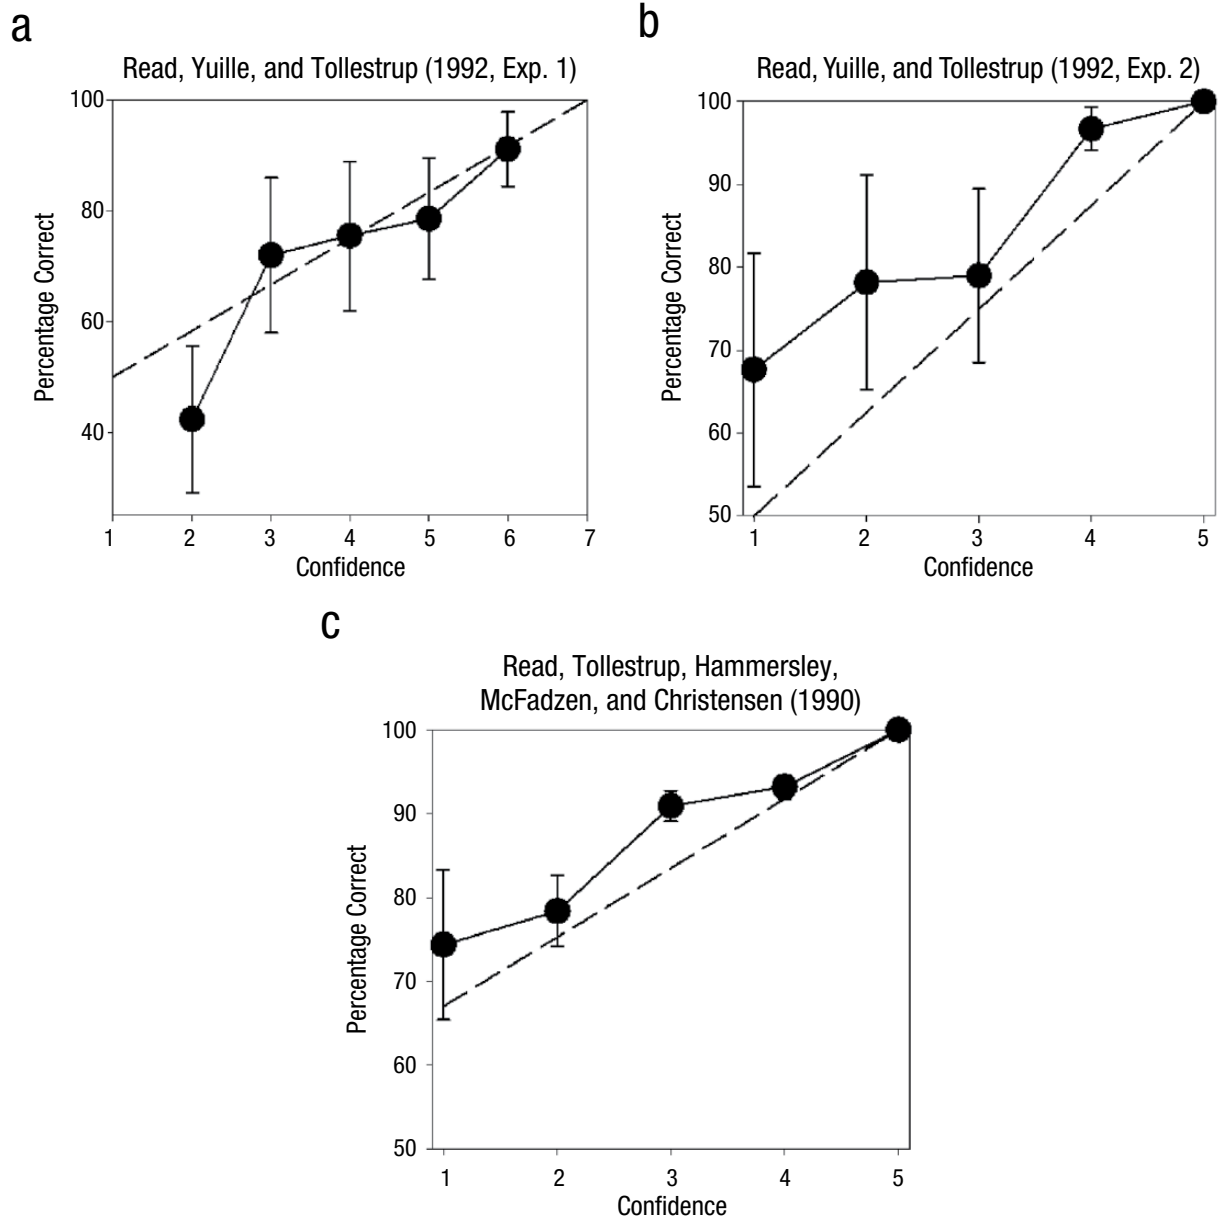 a
Read, Yuille, and Tollestrup (1992, Exp. 1)
100
80
60
40
Percentage Correct
1 2 3 4 5 6 7
Confidence
b
Read, Yuille, and Tollestrup (1992, Exp. 2)
100
90
80
70
60
50
Percentage Correct
1 2 3 4 5
Confidence
c
Read, Tollestrup, Hammersley,
McFadzen, and Christensen (1990)
100
90
80
70
60
50
Percentage Correct
1 2 3 4 5
Confidence